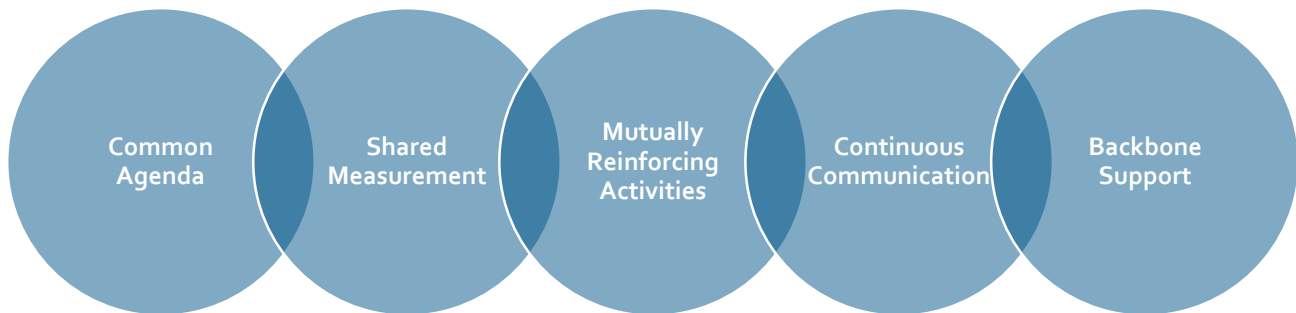 Common
Agenda
Shared
Measurement
Mutually
Reinforcing
Activities
Continuous
Communication
Backbone
Support